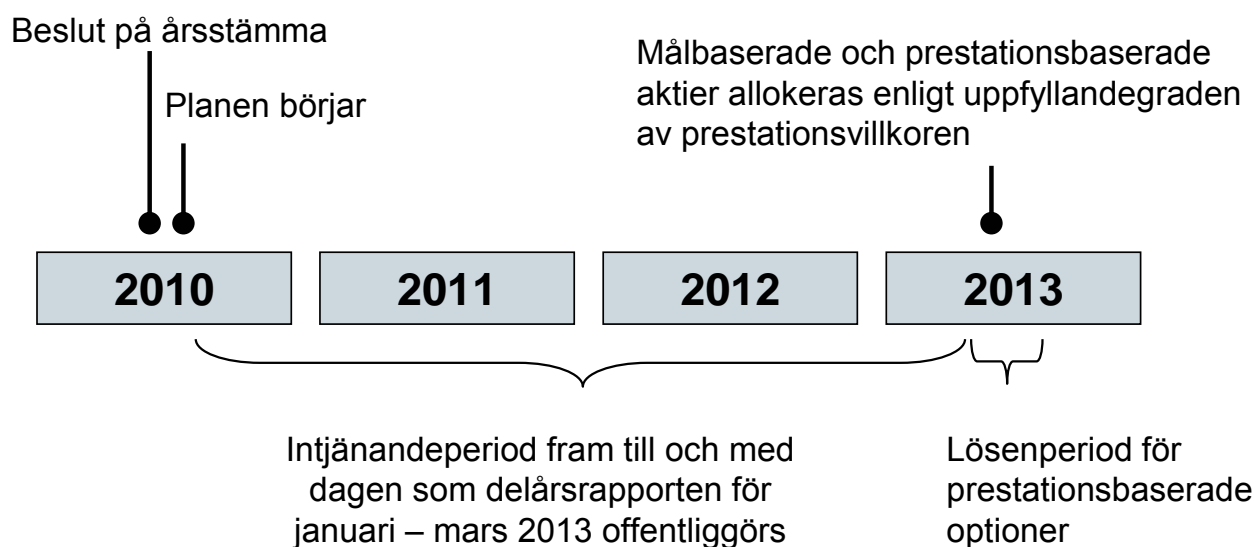 Beslut på årsstämma
Planen börjar
Målbaserade och prestationsbaserade
aktier allokeras enligt uppfyllandegraden
av prestationsvillkoren
2010
2011
2012
2013
Intjänandeperiod fram till och med
dagen som delårsrapporten för
januari – mars 2013 offentliggörs
Lösenperiod för
prestationsbaserade
optioner